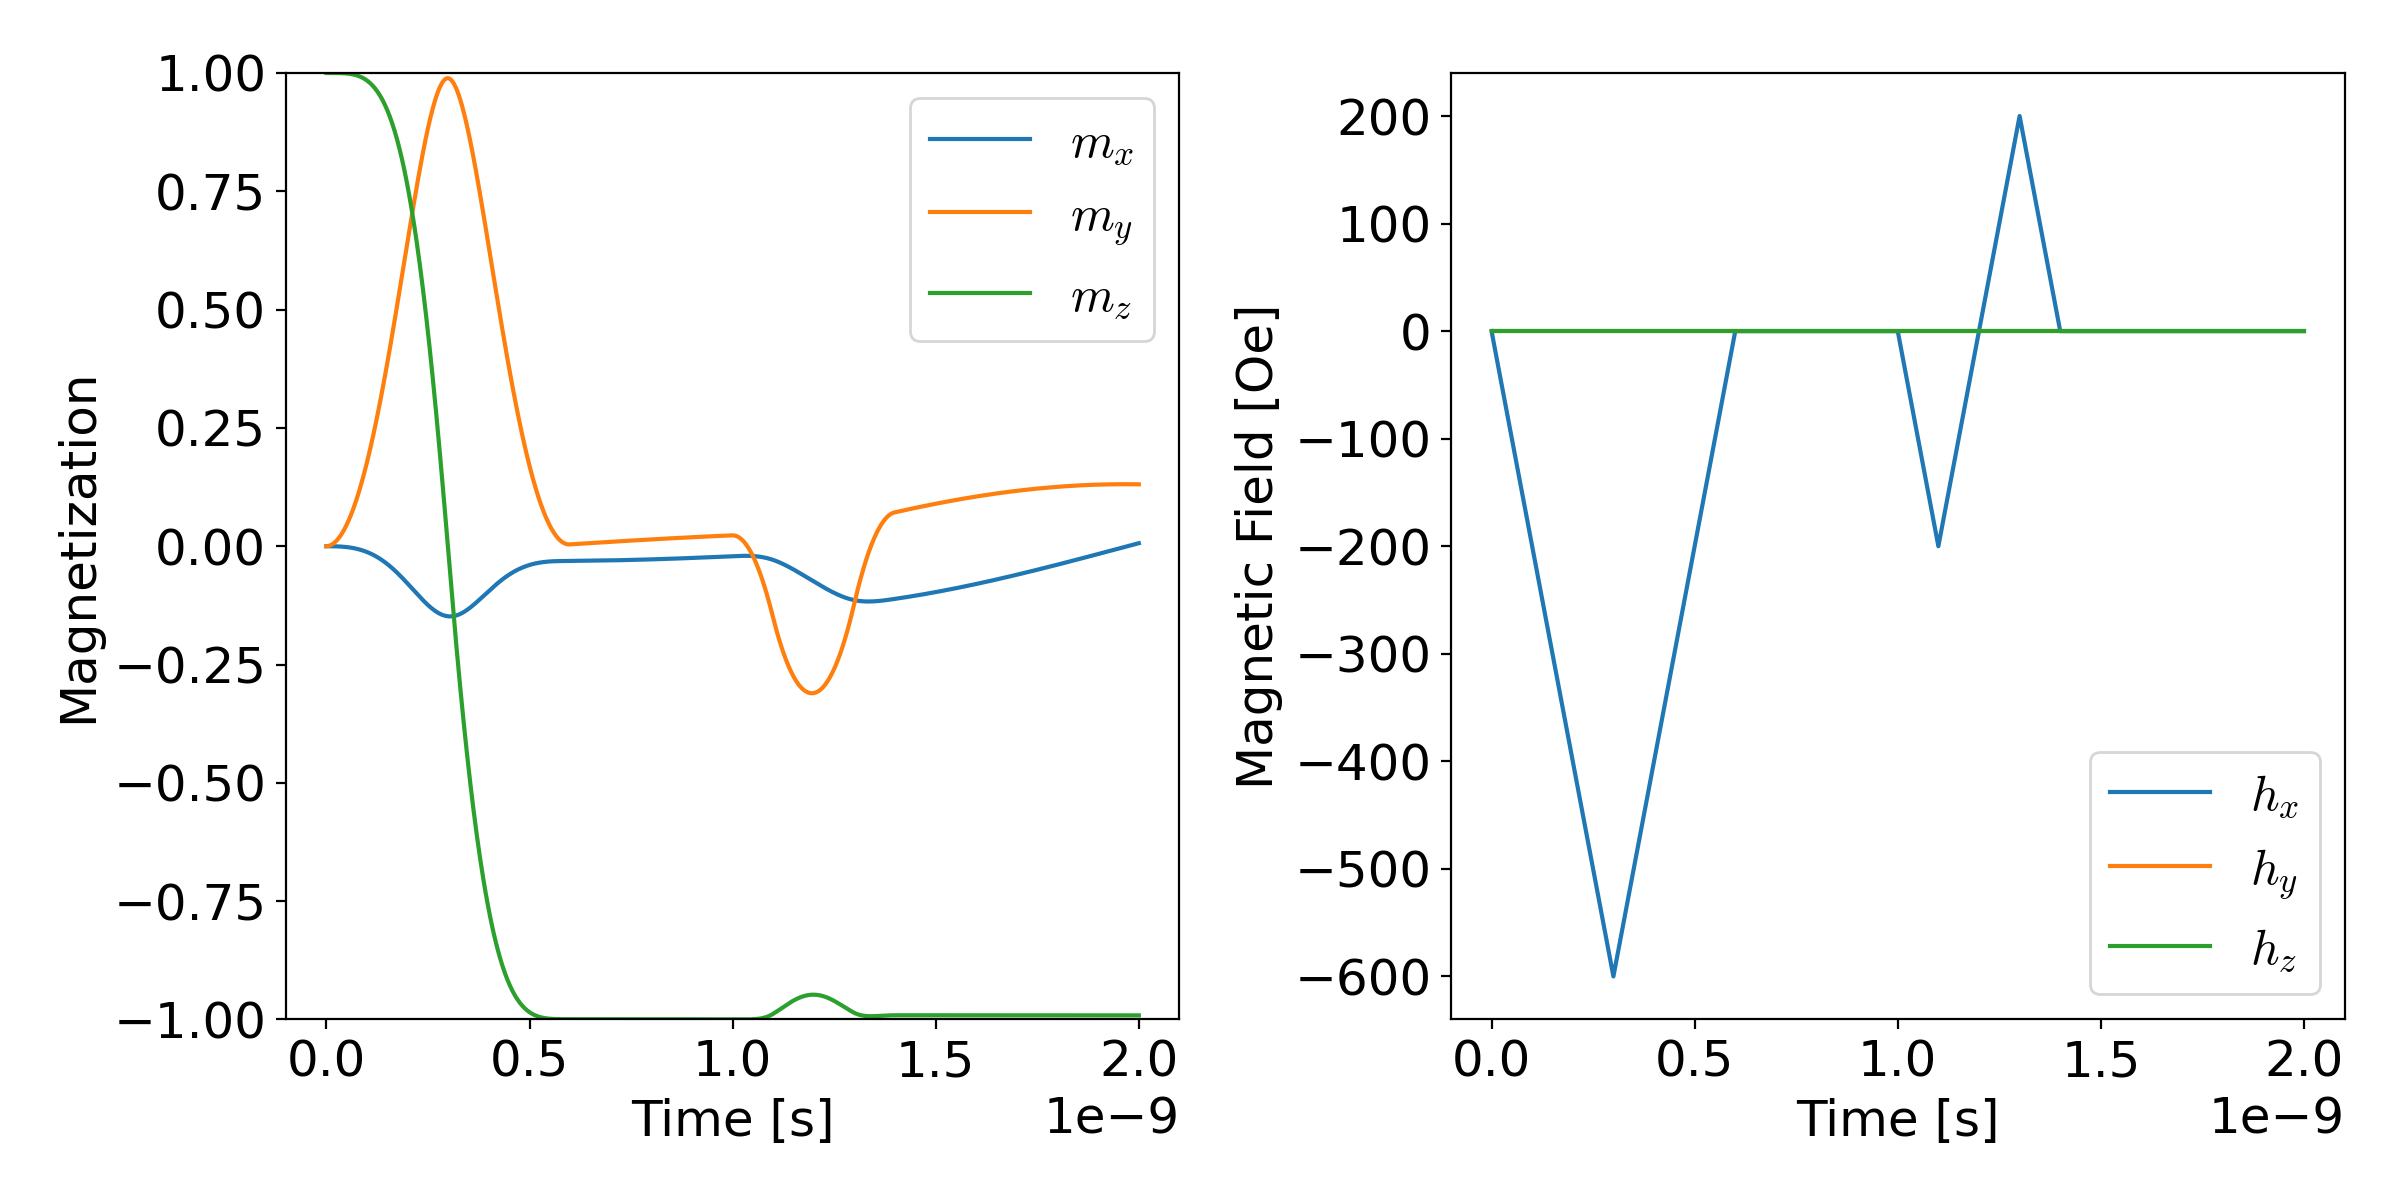 Magnetization
1.00
0.75
0.50
0.25
0.00
−0.25
−0.50
−0.75
−1.00
0.0 0.5 1.0 1.5 2.0
Time [s]
1e−9
m_x
m_y
m_z
Magnetic Field [Oe]
200
100
0
−100
−200
−300
−400
−500
−600
0.0 0.5 1.0 1.5 2.0
Time [s]
1e−9
h_x
h_y
h_z